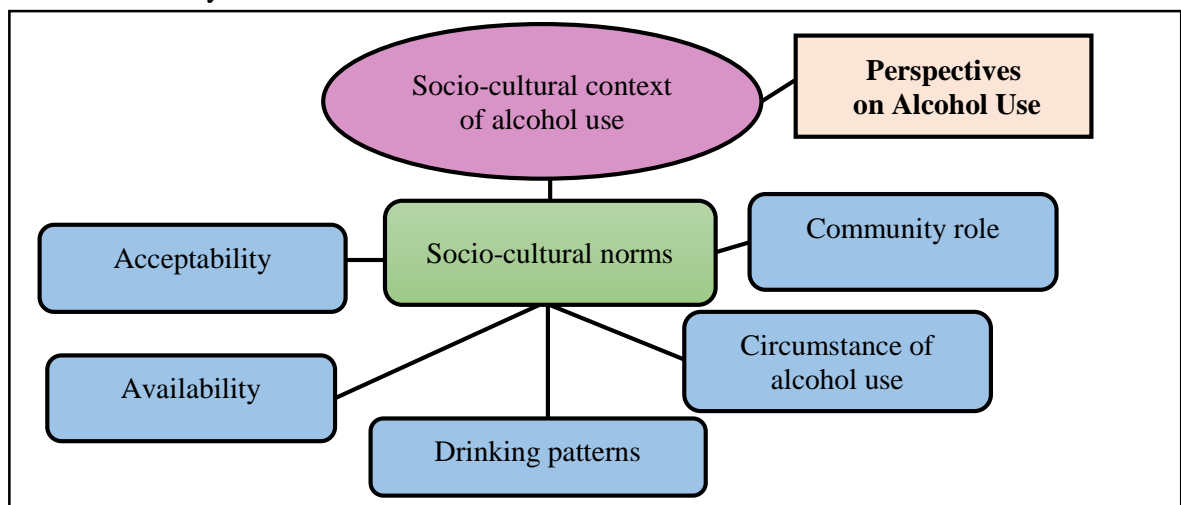 Socio-cultural context
of alcohol use
Perspectives
on Alcohol Use
Socio-cultural norms
Acceptability
Community role
Availability
Circumstance of
alcohol use
Drinking patterns